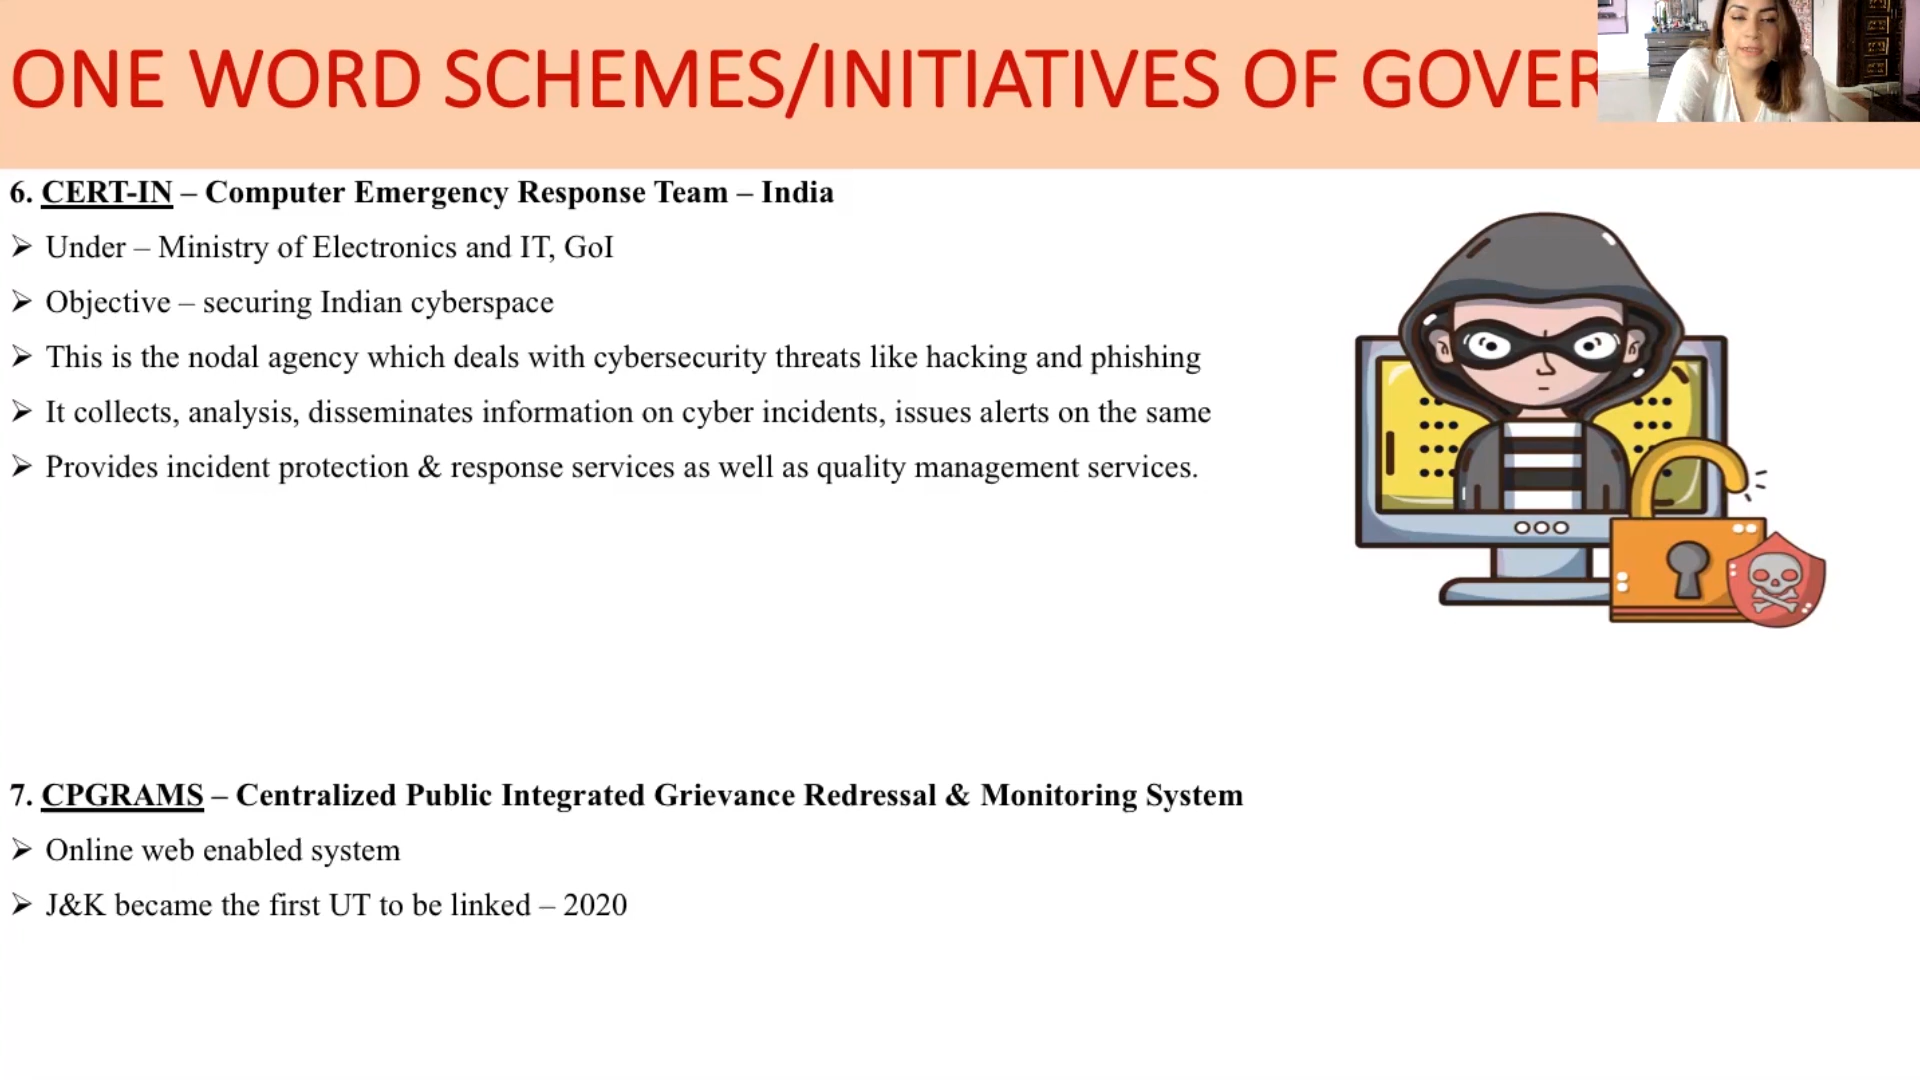 ONE WORD SCHEMES/INITIATIVES OF GOVER
6. CERT-IN – Computer Emergency Response Team – India
➢ Under – Ministry of Electronics and IT, GoI
➢ Objective – securing Indian cyberspace
➢ This is the nodal agency which deals with cybersecurity threats like hacking and phishing
➢ It collects, analysis, disseminates information on cyber incidents, issues alerts on the same
➢ Provides incident protection & response services as well as quality management services.
7. CPGRAMS – Centralized Public Integrated Grievance Redressal & Monitoring System
➢ Online web enabled system
➢ J&K became the first UT to be linked – 2020